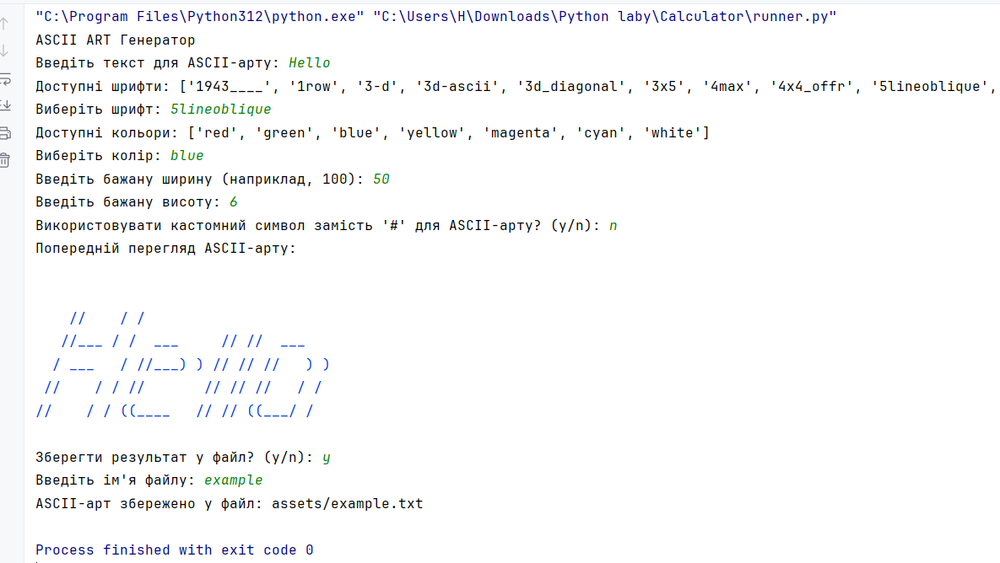 "C:\Program Files\Python312\python.exe" "C:\Users\H\Downloads\Python laby\Calculator\runner.py"
ASCII ART Генератор
Введіть текст для ASCII-арту: Hello
Доступні шрифти: ['1943____', '1row', '3-d', '3d-ascii', '3d_diagonal', '3x5', '4max', '4x4_offr', '5lineoblique',
Виберіть шрифт: 5lineoblique
Доступні кольори: ['red', 'green', 'blue', 'yellow', 'magenta', 'cyan', 'white']
Виберіть колір: blue
Введіть бажану ширину (наприклад, 100): 50
Введіть бажану висоту: 6
Використовувати кастомний символ замість '#' для ASCII-арту? (y/n): n
Попередній перегляд ASCII-арту:
    //    / /
   //___ / /  ___     // //  ___
  / ___   / //___) ) // // //   ) )
 //    / / //       // // //   / /
//    / / ((____   // // ((___/ /
Зберегти результат у файл? (y/n): y
Введіть ім'я файлу: example
ASCII-арт збережено у файл: assets/example.txt
Process finished with exit code 0